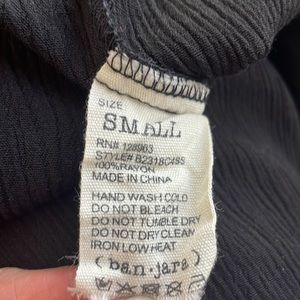 SIZE
SMALL
RN# 128963
STYLE# B2318C4SS
100%RAYON
MADE IN CHINA
HAND WASH COLD
DO NOT BLEACH
DO NOT TUMBLE DRY
DO NOT DRY CLEAN
IRON LOW HEAT
(ban·jara)